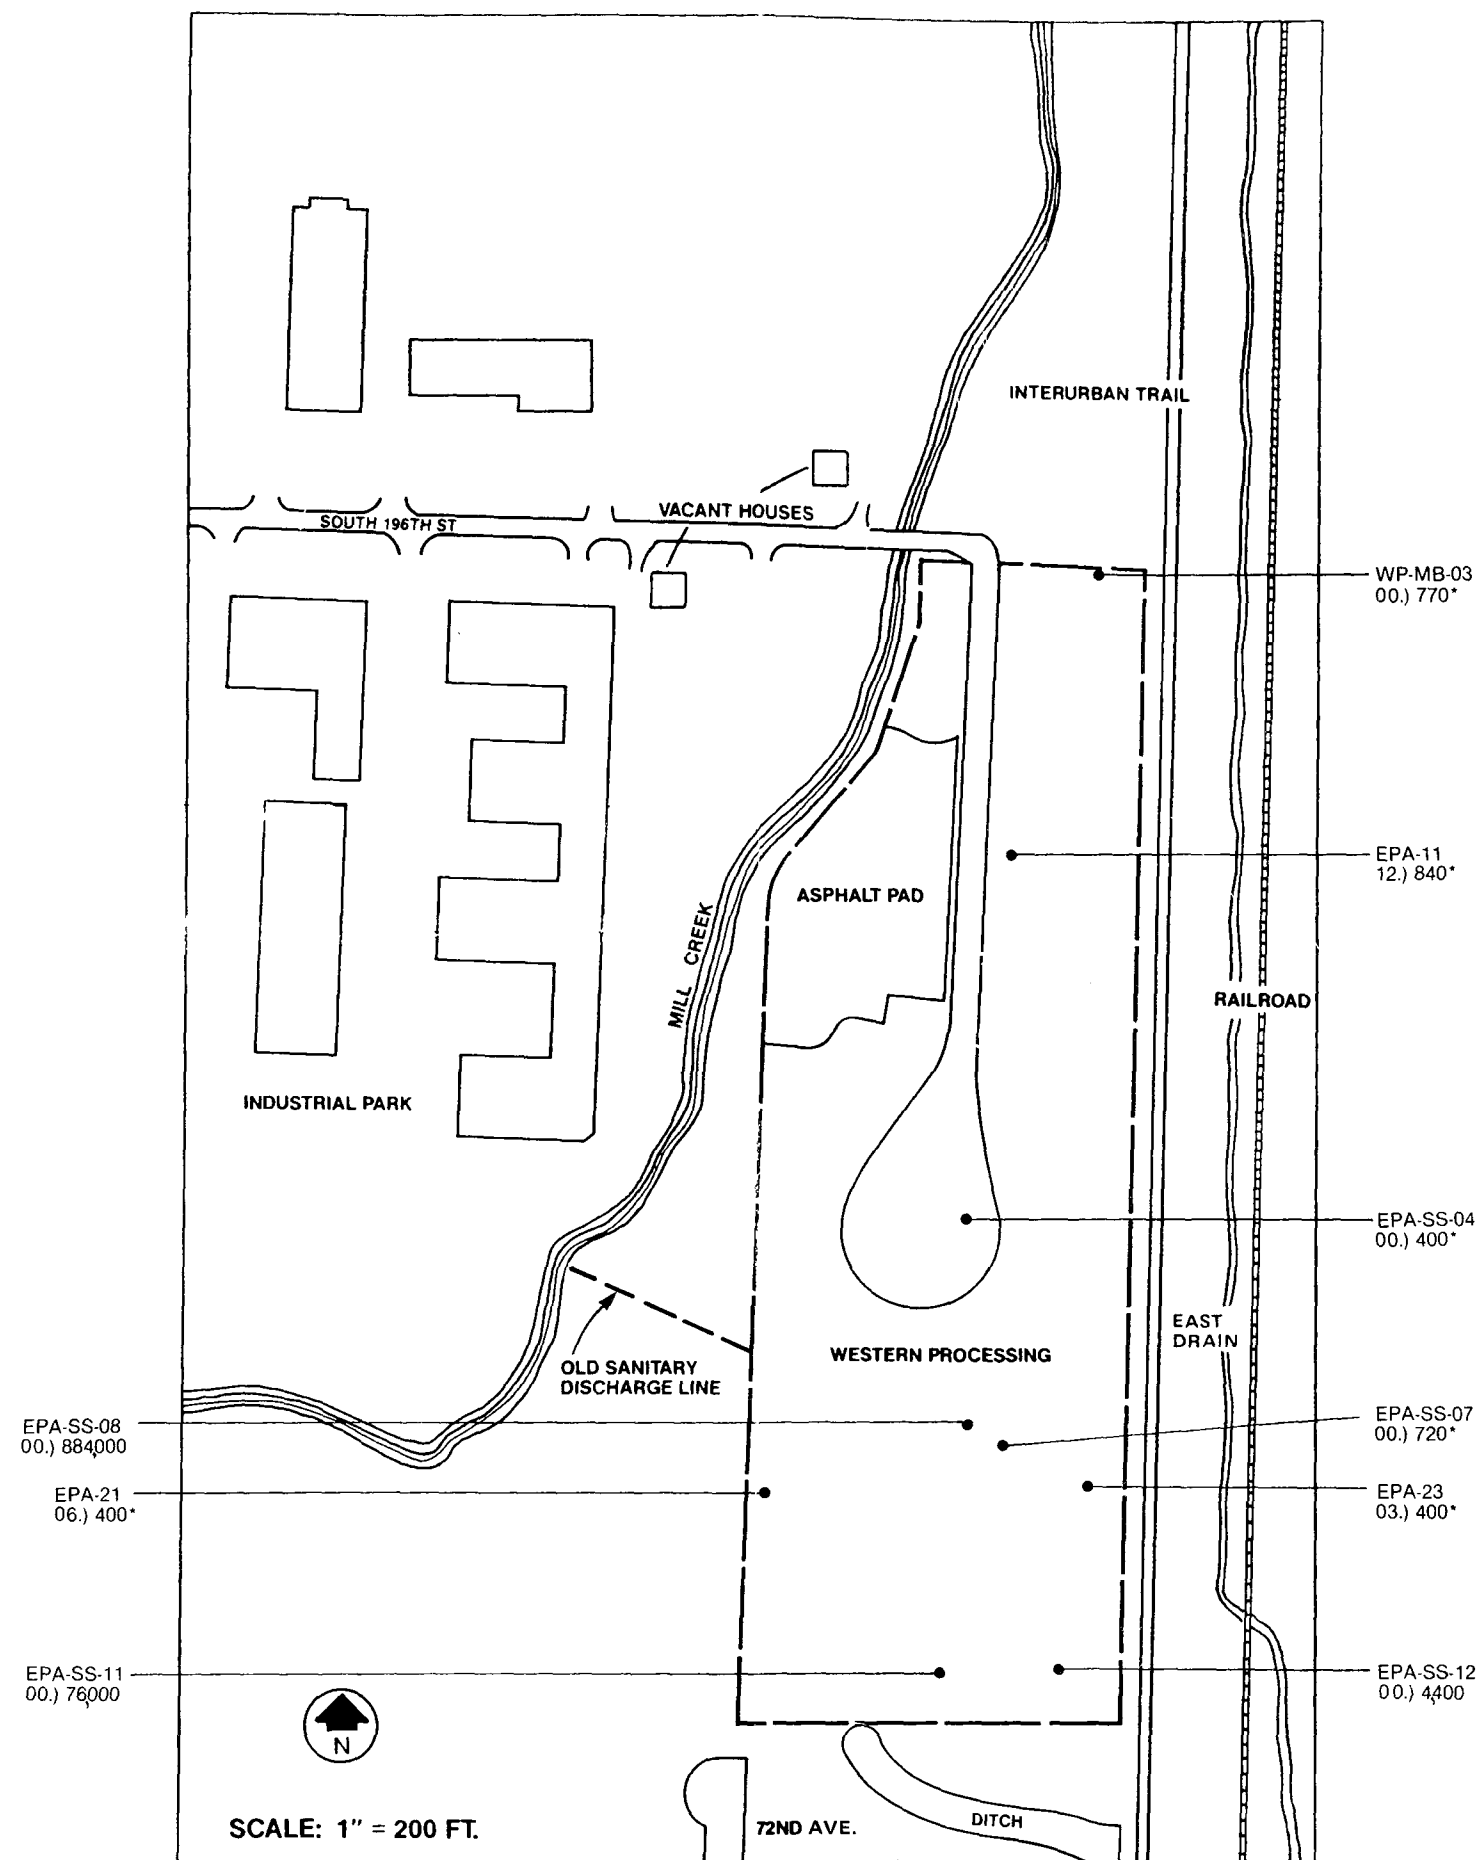 INTERURBAN TRAIL
VACANT HOUSES
SOUTH 196TH ST
WP-MB-03
00.) 770*
EPA-11
12.) 840*
ASPHALT PAD
MILL CREEK
RAILROAD
INDUSTRIAL PARK
EPA-SS-04
00.) 400*
EAST
DRAIN
WESTERN PROCESSING
OLD SANITARY
DISCHARGE LINE
EPA-SS-08
00.) 884,000
EPA-SS-07
00.) 720*
EPA-21
06.) 400*
EPA-23
03.) 400*
EPA-SS-11
00.) 76,000
EPA-SS-12
00.) 4,400
N
SCALE: 1" = 200 FT.
72ND AVE.
DITCH